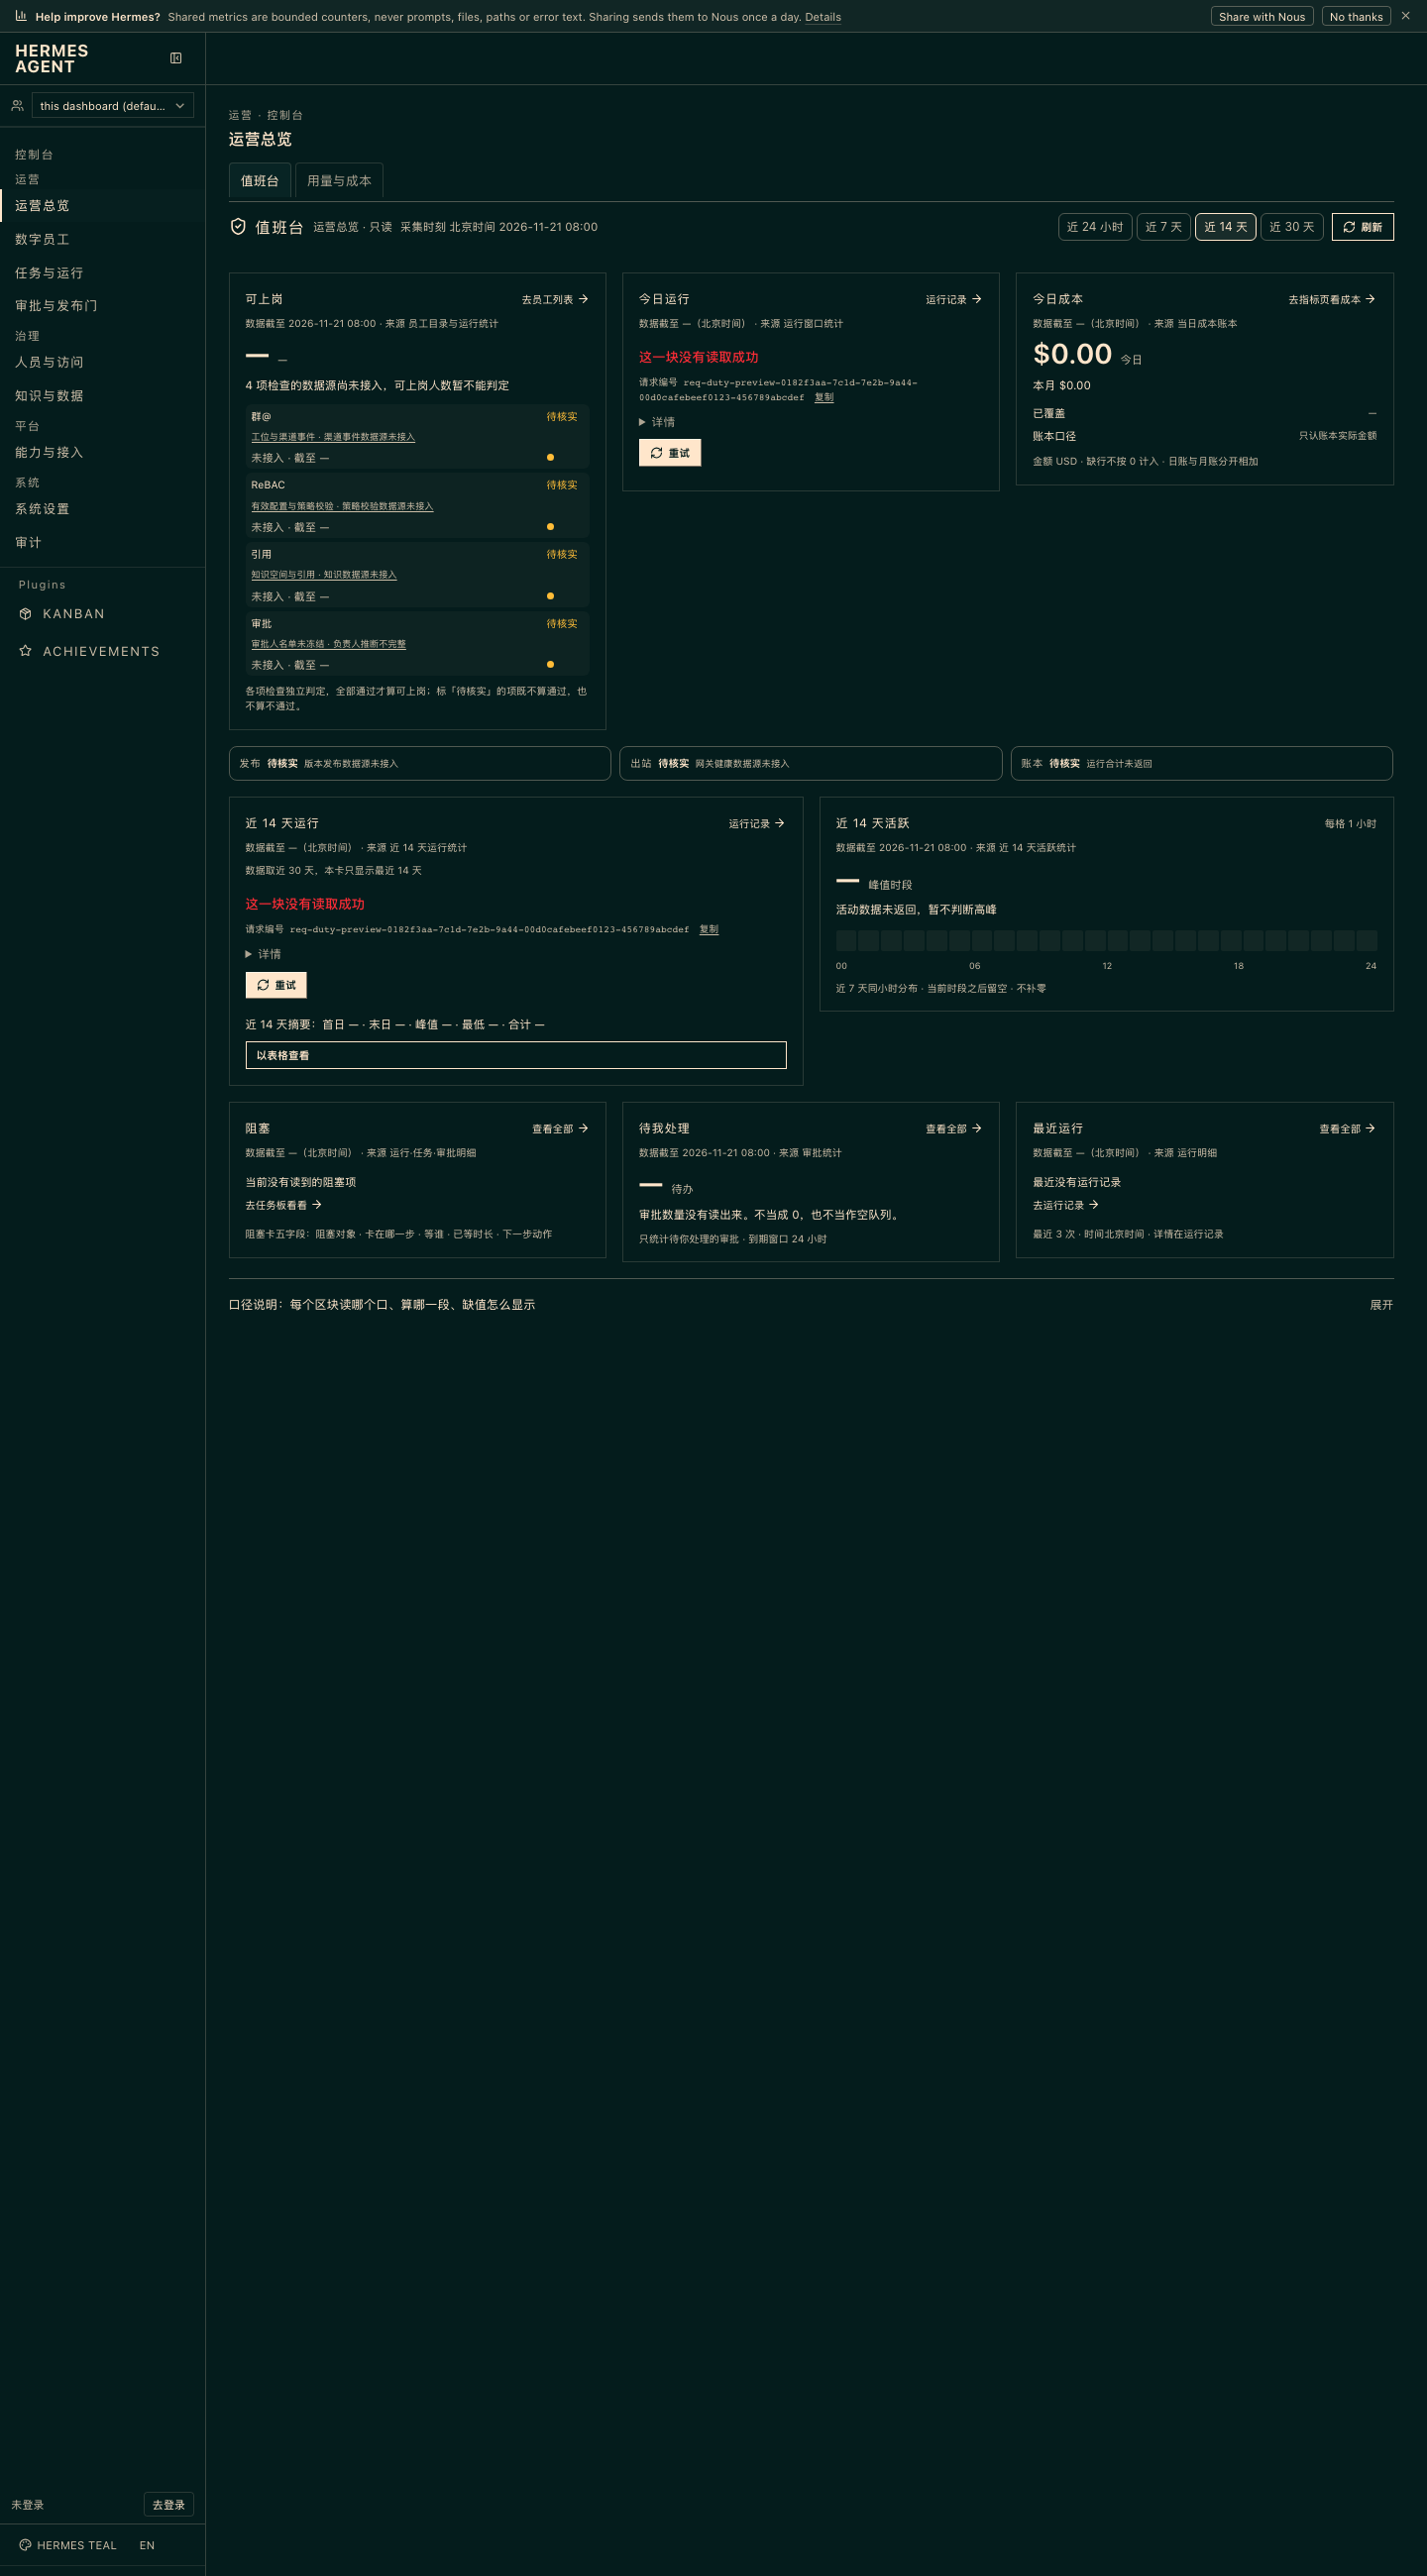 Help improve Hermes? Shared metrics are bounded counters, never prompts, files, paths or error text. Sharing sends them to Nous once a day. Details
Share with Nous
No thanks
HERMES
AGENT
this dashboard (defau...
控制台
运营
运营总览
数字员工
任务与运行
审批与发布门
治理
人员与访问
知识与数据
平台
能力与接入
系统
系统设置
审计
Plugins
KANBAN
ACHIEVEMENTS
未登录
去登录
HERMES TEAL
EN
运营 · 控制台
运营总览
值班台
用量与成本
值班台 运营总览 · 只读 采集时刻 北京时间 2026-11-21 08:00
近 24 小时
近 7 天
近 14 天
近 30 天
刷新
可上岗
去员工列表
数据截至 2026-11-21 08:00 · 来源 员工目录与运行统计
— —
4 项检查的数据源尚未接入，可上岗人数暂不能判定
群@
待核实
工位与渠道事件 · 渠道事件数据源未接入
未接入 · 截至 —
ReBAC
待核实
有效配置与策略校验 · 策略校验数据源未接入
未接入 · 截至 —
引用
待核实
知识空间与引用 · 知识数据源未接入
未接入 · 截至 —
审批
待核实
审批人名单未冻结 · 负责人推断不完整
未接入 · 截至 —
各项检查独立判定，全部通过才算可上岗；标「待核实」的项既不算通过，也
不算不通过。
今日运行
运行记录
数据截至 —（北京时间） · 来源 运行窗口统计
这一块没有读取成功
请求编号 req-duty-preview-0182f3aa-7c1d-7e2b-9a44-
00d0cafebeef0123-456789abcdef 复制
详情
重试
今日成本
去指标页看成本
数据截至 —（北京时间） · 来源 当日成本账本
$0.00 今日
本月 $0.00
已覆盖
—
账本口径
只认账本实际金额
金额 USD · 缺行不按 0 计入 · 日账与月账分开相加
发布 待核实 版本发布数据源未接入
出站 待核实 网关健康数据源未接入
账本 待核实 运行合计未返回
近 14 天运行
运行记录
数据截至 —（北京时间） · 来源 近 14 天运行统计
数据取近 30 天，本卡只显示最近 14 天
这一块没有读取成功
请求编号 req-duty-preview-0182f3aa-7c1d-7e2b-9a44-00d0cafebeef0123-456789abcdef 复制
详情
重试
近 14 天摘要：首日 — · 末日 — · 峰值 — · 最低 — · 合计 —
以表格查看
近 14 天活跃
每格 1 小时
数据截至 2026-11-21 08:00 · 来源 近 14 天活跃统计
— 峰值时段
活动数据未返回，暂不判断高峰
00
06
12
18
24
近 7 天同小时分布 · 当前时段之后留空 · 不补零
阻塞
查看全部
数据截至 —（北京时间） · 来源 运行·任务·审批明细
当前没有读到的阻塞项
去任务板看看
阻塞卡五字段：阻塞对象 · 卡在哪一步 · 等谁 · 已等时长 · 下一步动作
待我处理
查看全部
数据截至 2026-11-21 08:00 · 来源 审批统计
— 待办
审批数量没有读出来。不当成 0，也不当作空队列。
只统计待你处理的审批 · 到期窗口 24 小时
最近运行
查看全部
数据截至 —（北京时间） · 来源 运行明细
最近没有运行记录
去运行记录
最近 3 次 · 时间北京时间 · 详情在运行记录
口径说明：每个区块读哪个口、算哪一段、缺值怎么显示
展开